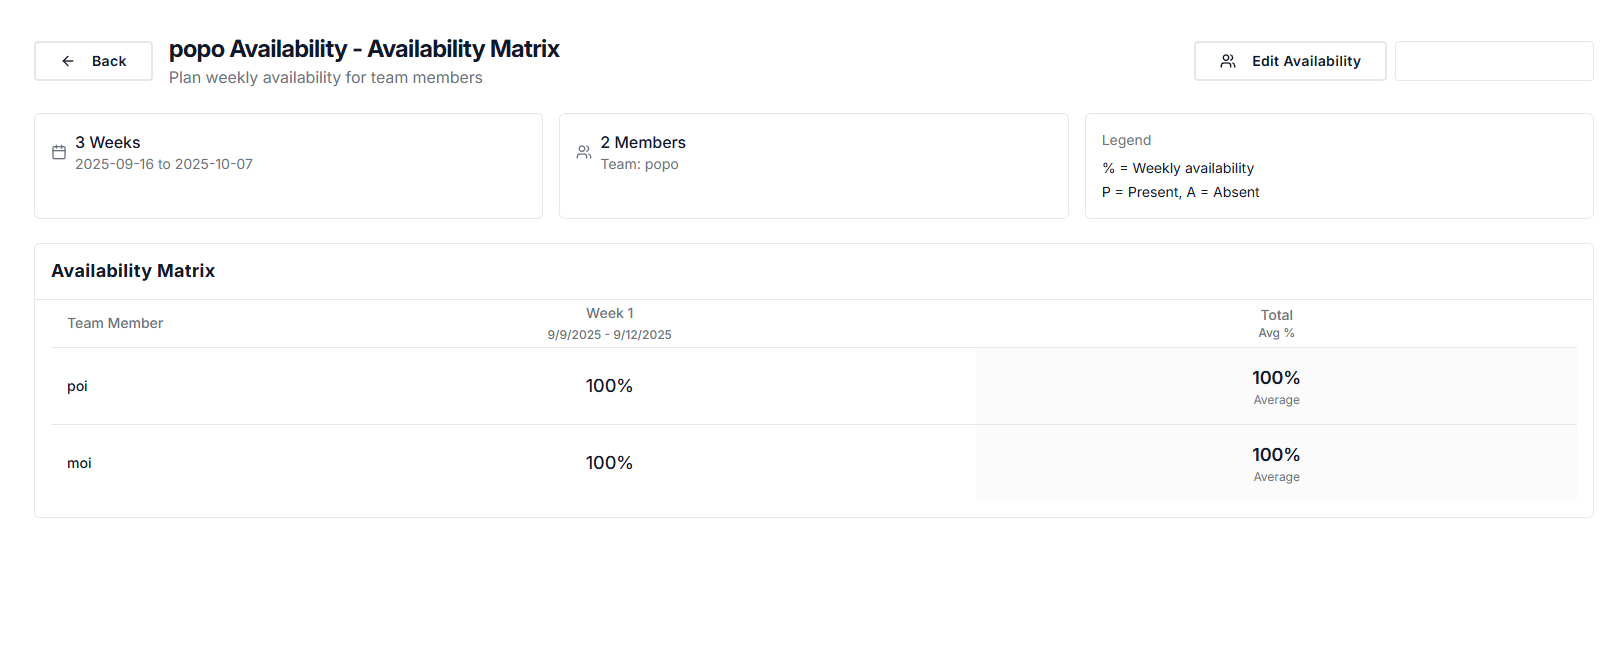 Back
popo Availability - Availability Matrix
Plan weekly availability for team members
Edit Availability
3 Weeks
2025-09-16 to 2025-10-07
2 Members
Team: popo
Legend
% = Weekly availability
P = Present, A = Absent
Availability Matrix
Team Member
Week 1
9/9/2025 - 9/12/2025
Total
Avg %
poi
100%
100%
Average
moi
100%
100%
Average